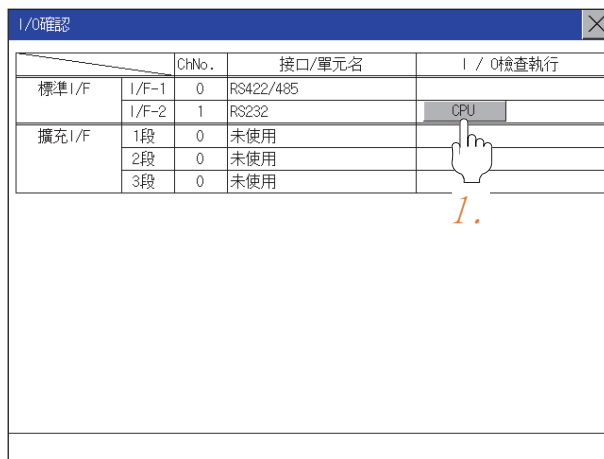 I/O確認
ChNo. 接口/單元名 I / O檢查執行
標準I/F I/F-1 0 RS422/485
I/F-2 1 RS232 CPU
擴充I/F 1段 0 未使用
2段 0 未使用
3段 0 未使用
1.